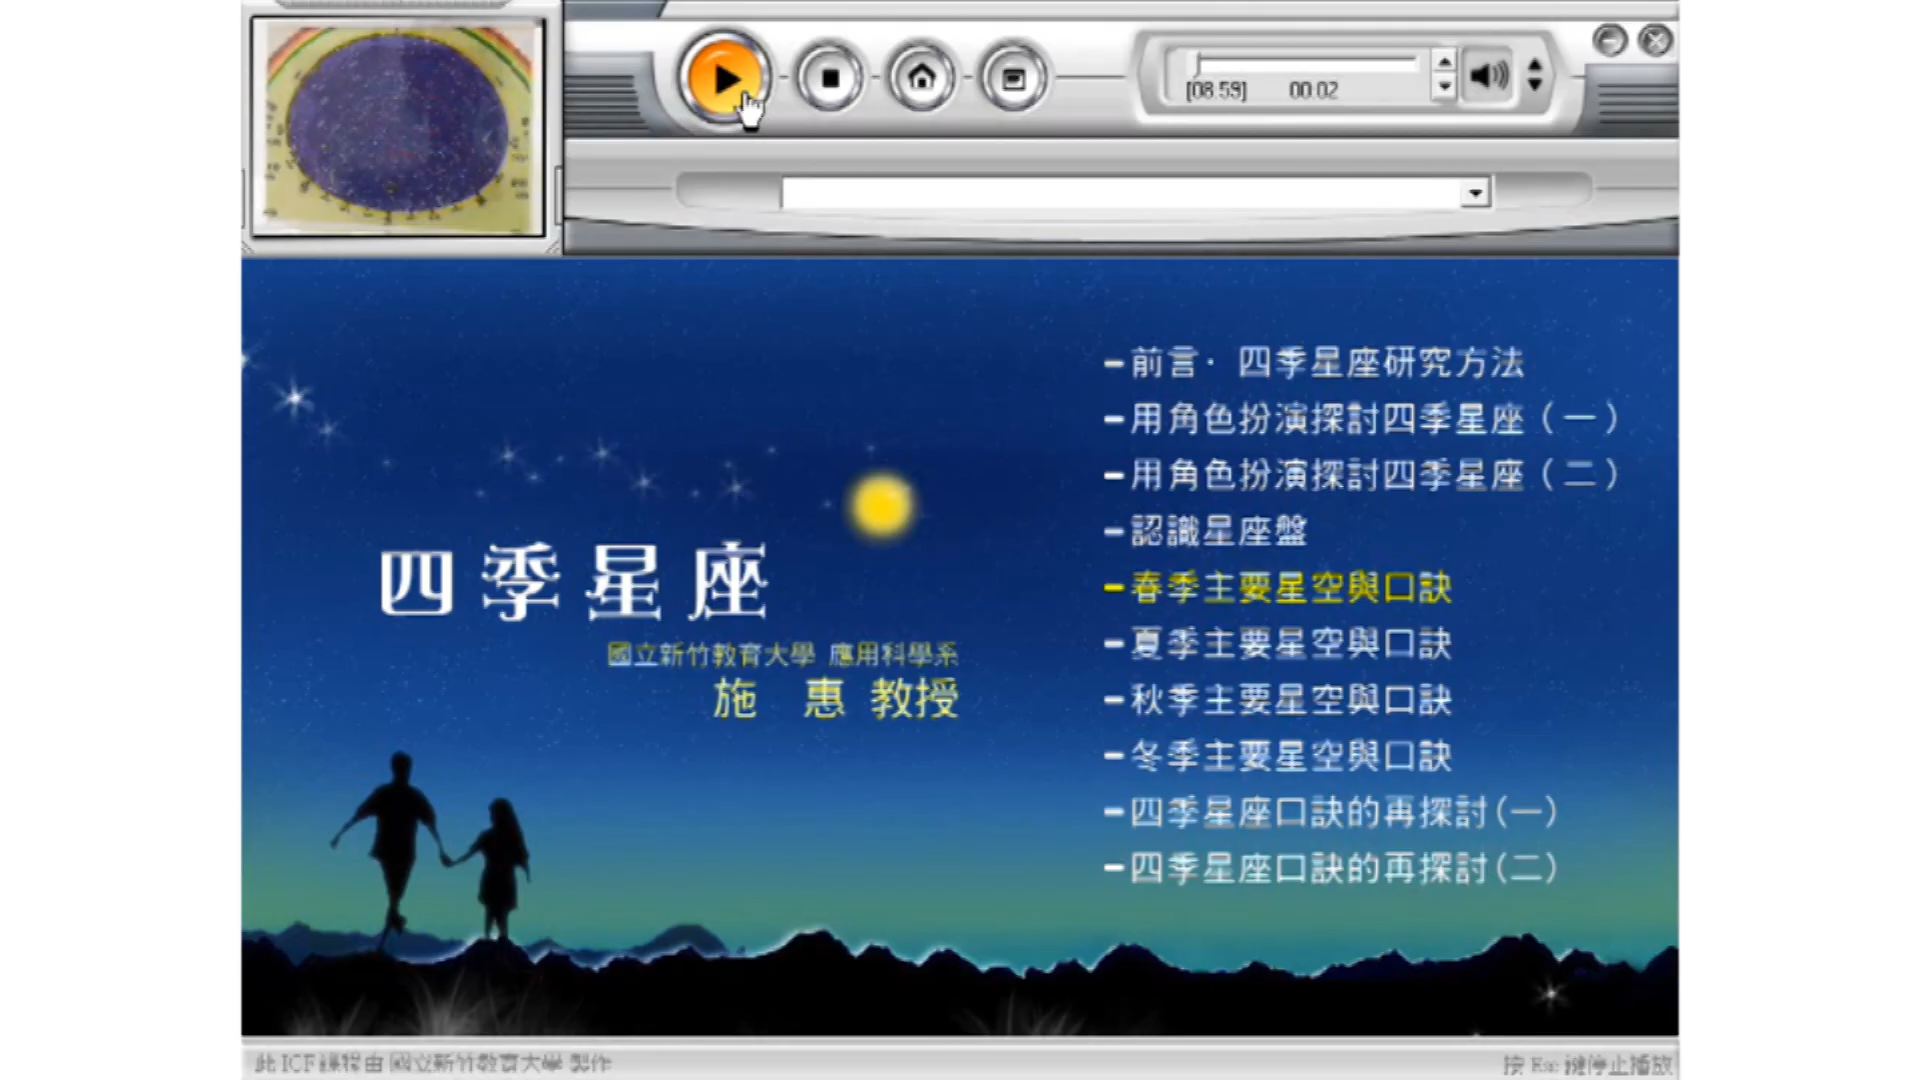 [08:59] 00:02
前言· 四季星座研究方法
用角色扮演探討四季星座（一）
用角色扮演探討四季星座（二）
認識星座盤
春季主要星空與口訣
夏季主要星空與口訣
秋季主要星空與口訣
冬季主要星空與口訣
四季星座口訣的再探討(一)
四季星座口訣的再探討(二)
四季星座
國立新竹教育大學 應用科學系
施 惠 教授
此 ICF 課程由 國立新竹教育大學 製作
按 Esc 鍵停止播放